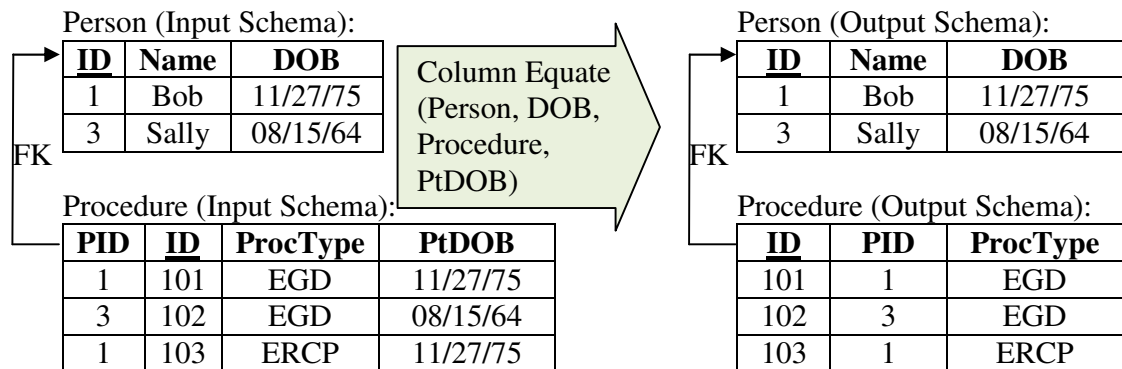 Person (Input Schema):
ID Name DOB
1 Bob 11/27/75
3 Sally 08/15/64
FK
Procedure (Input Schema):
PID ID ProcType PtDOB
1 101 EGD 11/27/75
3 102 EGD 08/15/64
1 103 ERCP 11/27/75
Column Equate
(Person, DOB,
Procedure,
PtDOB)
Person (Output Schema):
ID Name DOB
1 Bob 11/27/75
3 Sally 08/15/64
FK
Procedure (Output Schema):
ID PID ProcType
101 1 EGD
102 3 EGD
103 1 ERCP